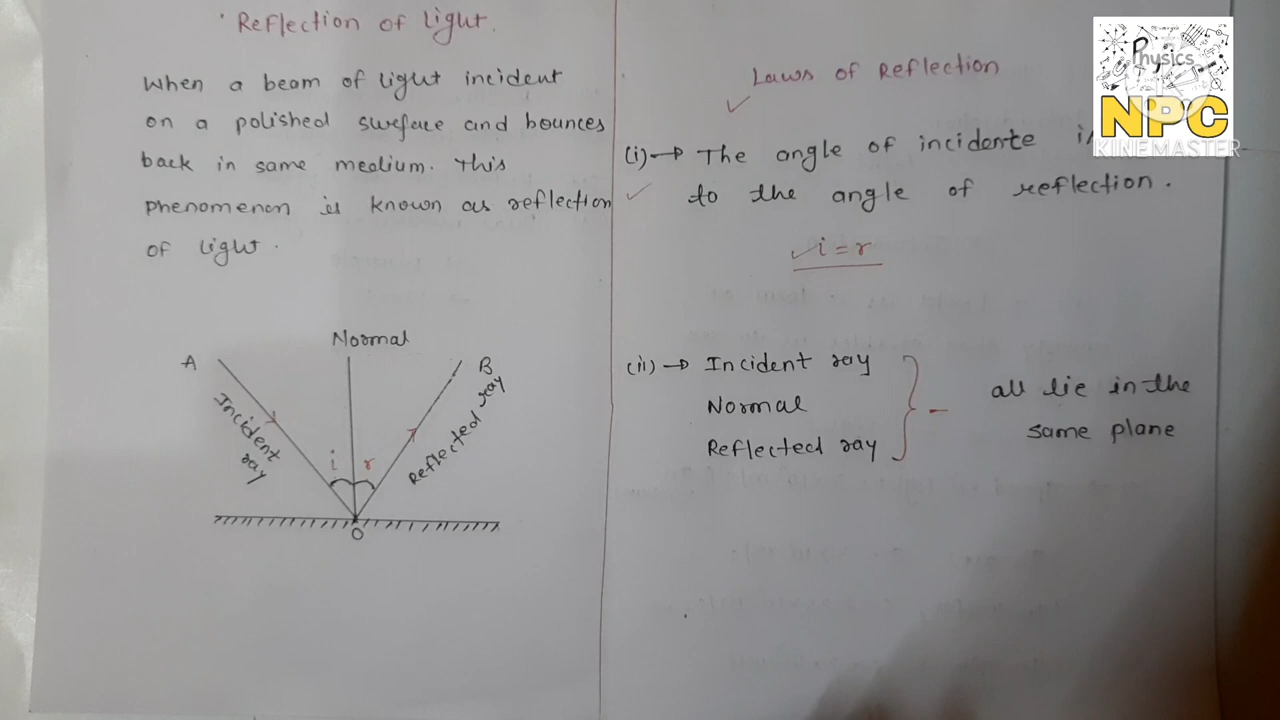 Reflection of light.
When a beam of light incident
on a polished surface and bounces
back in same medium. This
phenomenon is known as reflection
of light.
A
Normal
B
Incident
ray
i
r
Reflected ray
O
Laws of Reflection
(i)→ The angle of incidente
to the angle of reflection.
i = r
(ii)→ Incident ray
Normal
Reflected ray
all lie in the
same plane
Physics
NPC
KINEMASTER